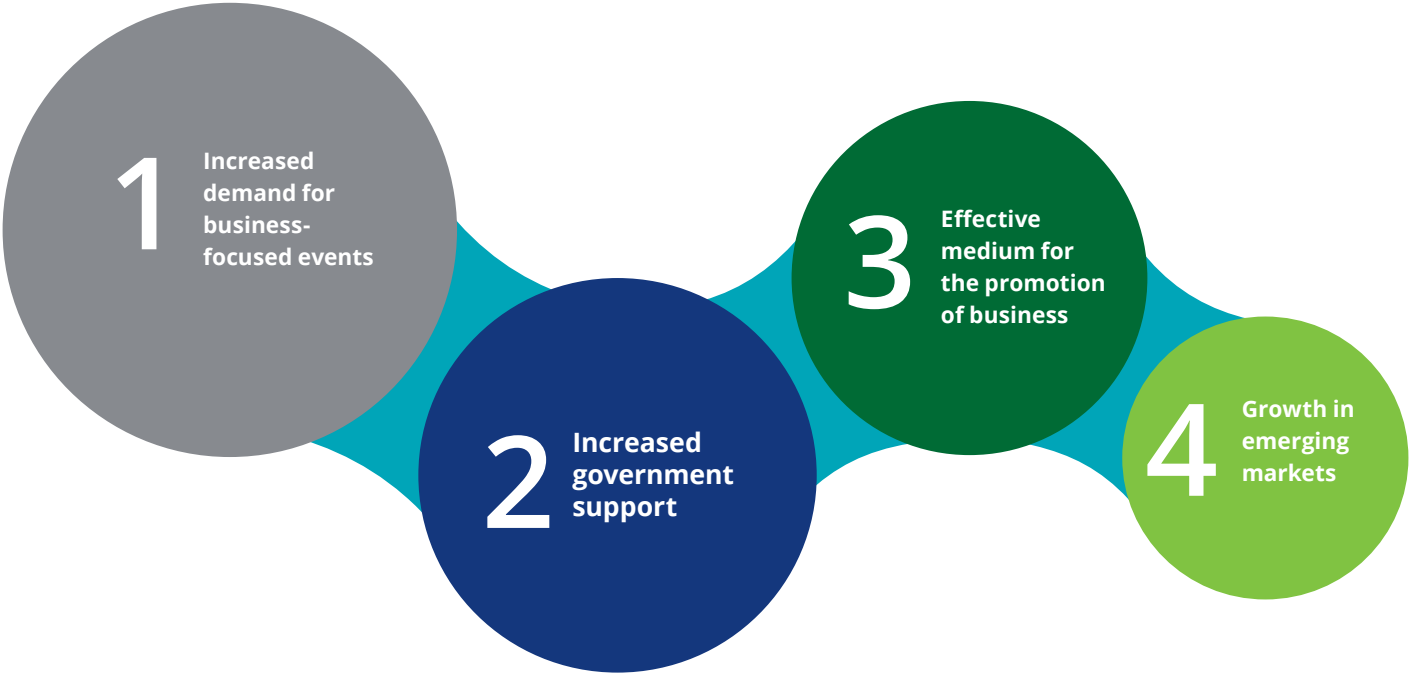 1
Increased
demand for
business-
focused events
2
Increased
government
support
3
Effective
medium for
the promotion
of business
4
Growth in
emerging
markets